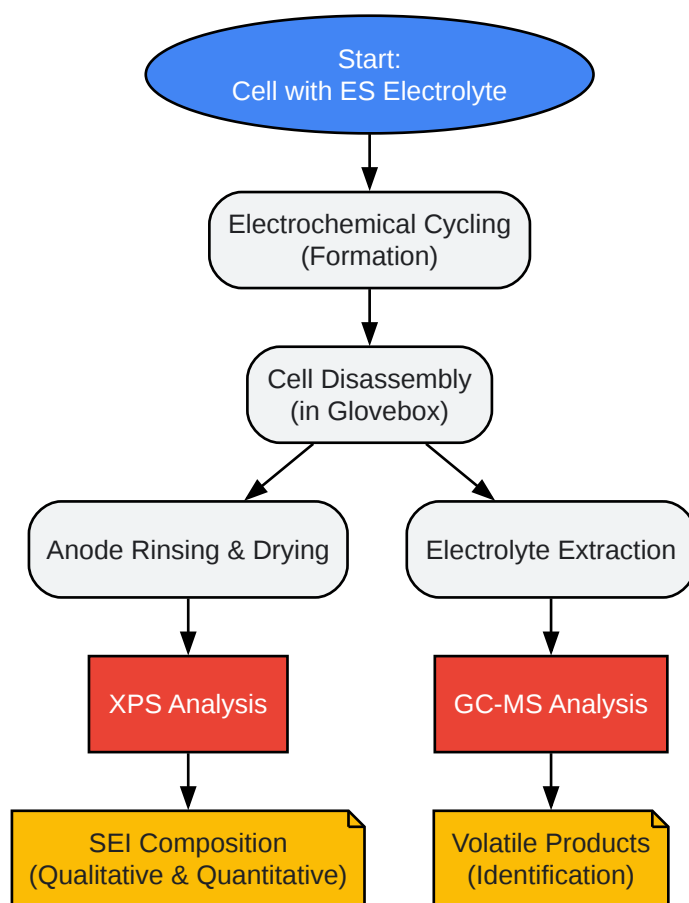 Start:
Cell with ES Electrolyte
Electrochemical Cycling
(Formation)
Cell Disassembly
(in Glovebox)
Anode Rinsing & Drying
Electrolyte Extraction
XPS Analysis
GC-MS Analysis
SEI Composition
(Qualitative & Quantitative)
Volatile Products
(Identification)